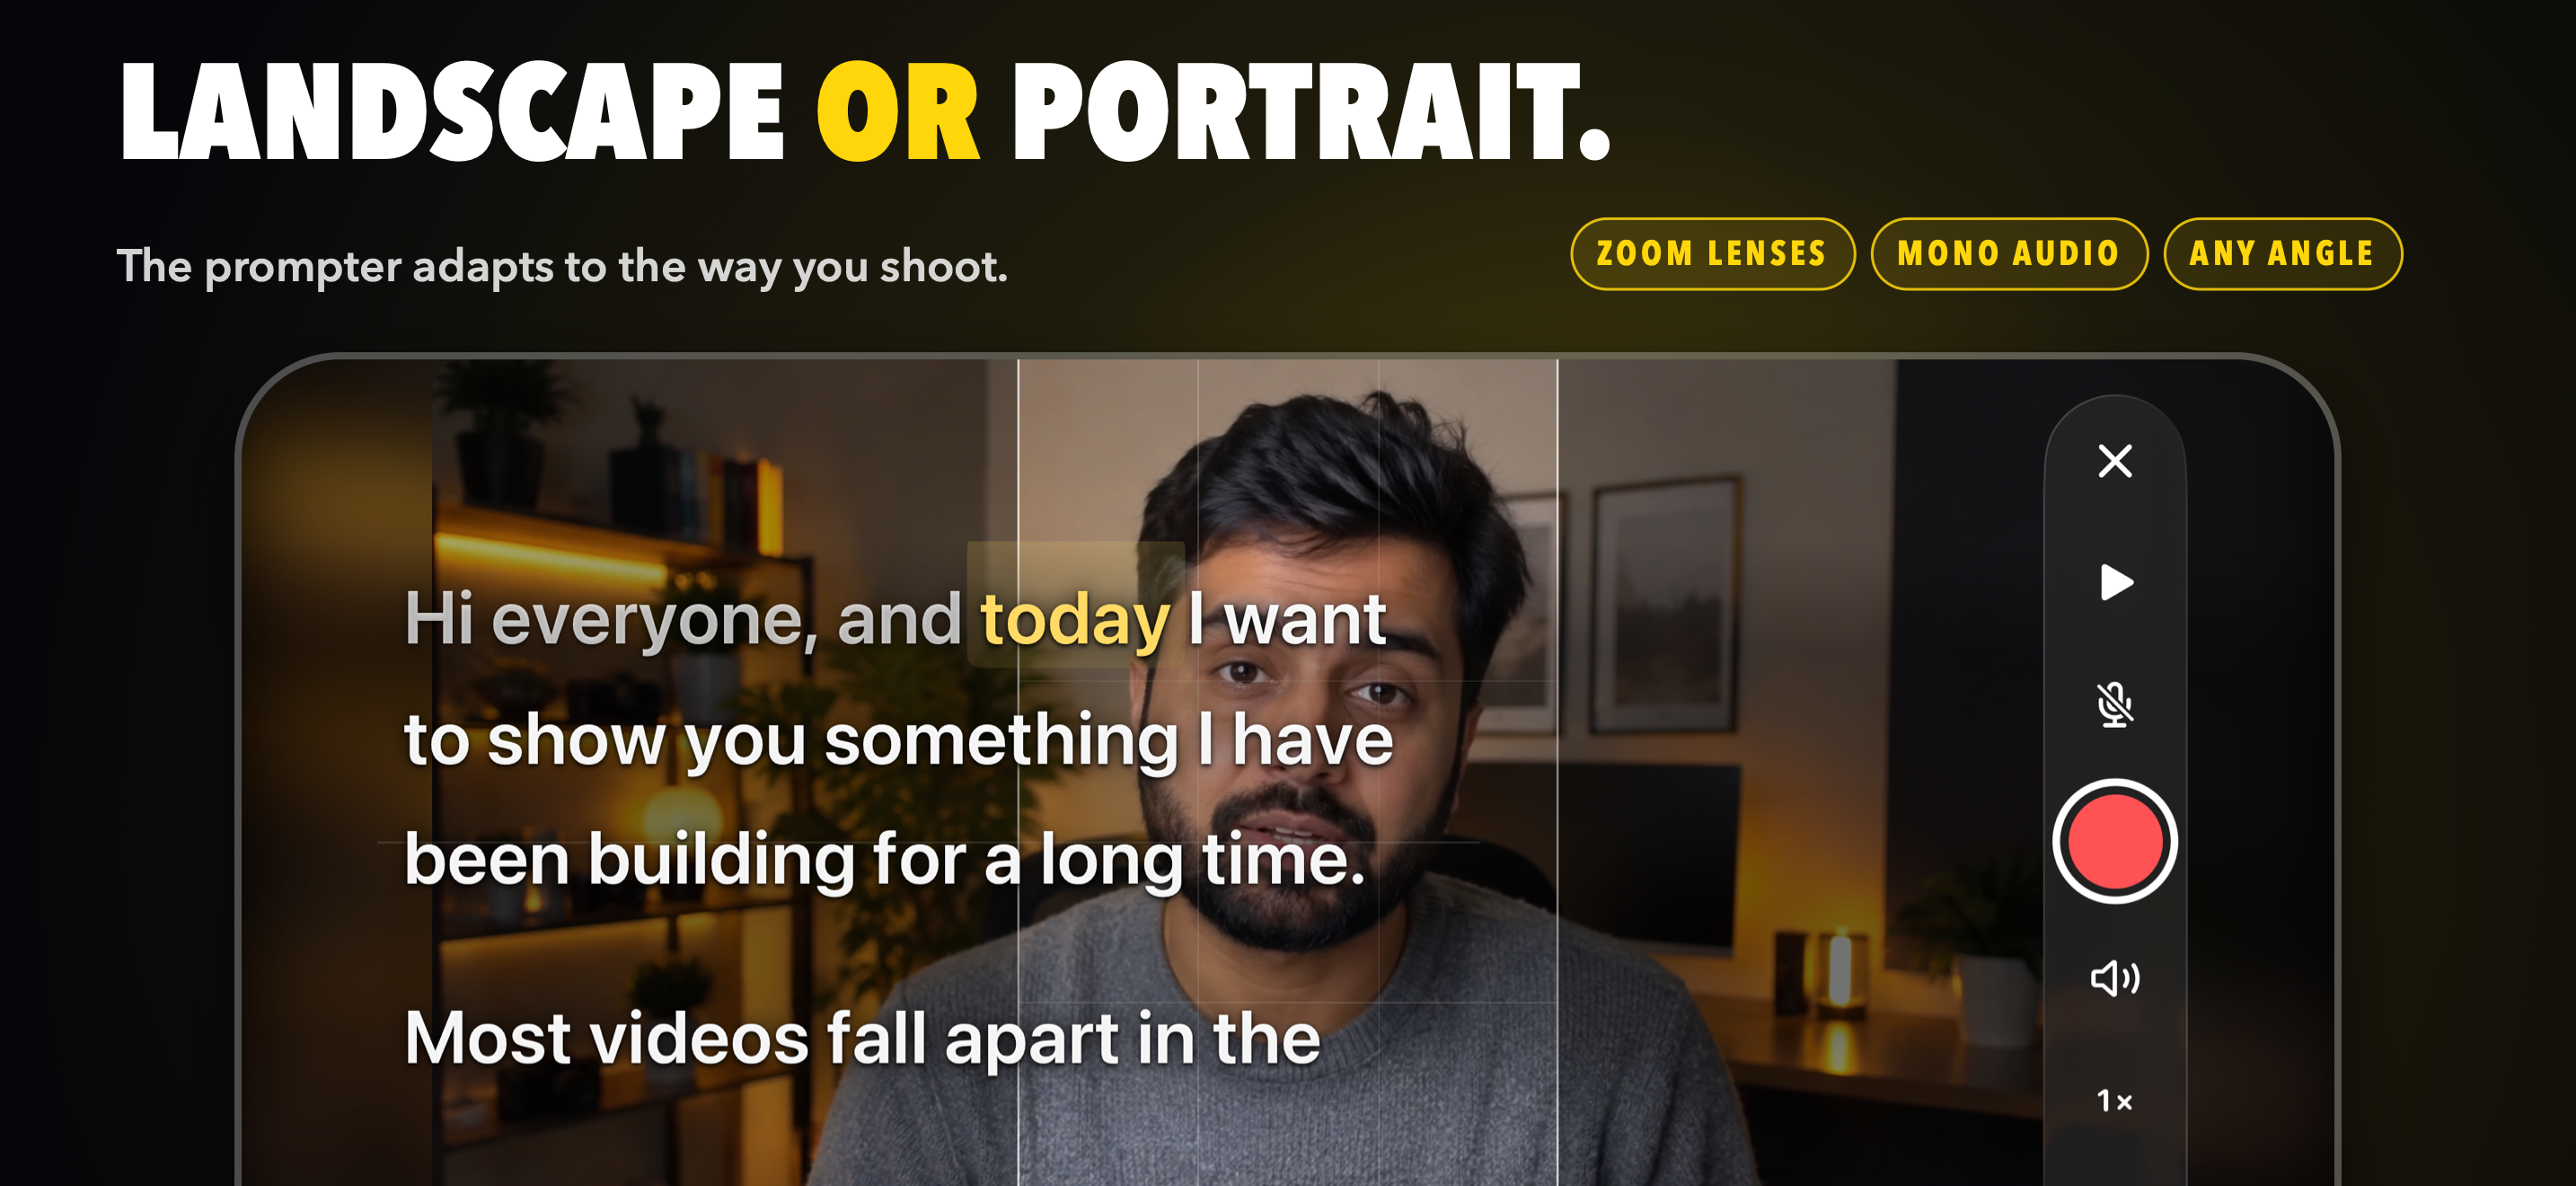 LANDSCAPE OR PORTRAIT.
The prompter adapts to the way you shoot.
ZOOM LENSES
MONO AUDIO
ANY ANGLE
Hi everyone, and today I want
to show you something I have
been building for a long time.
Most videos fall apart in the
1×